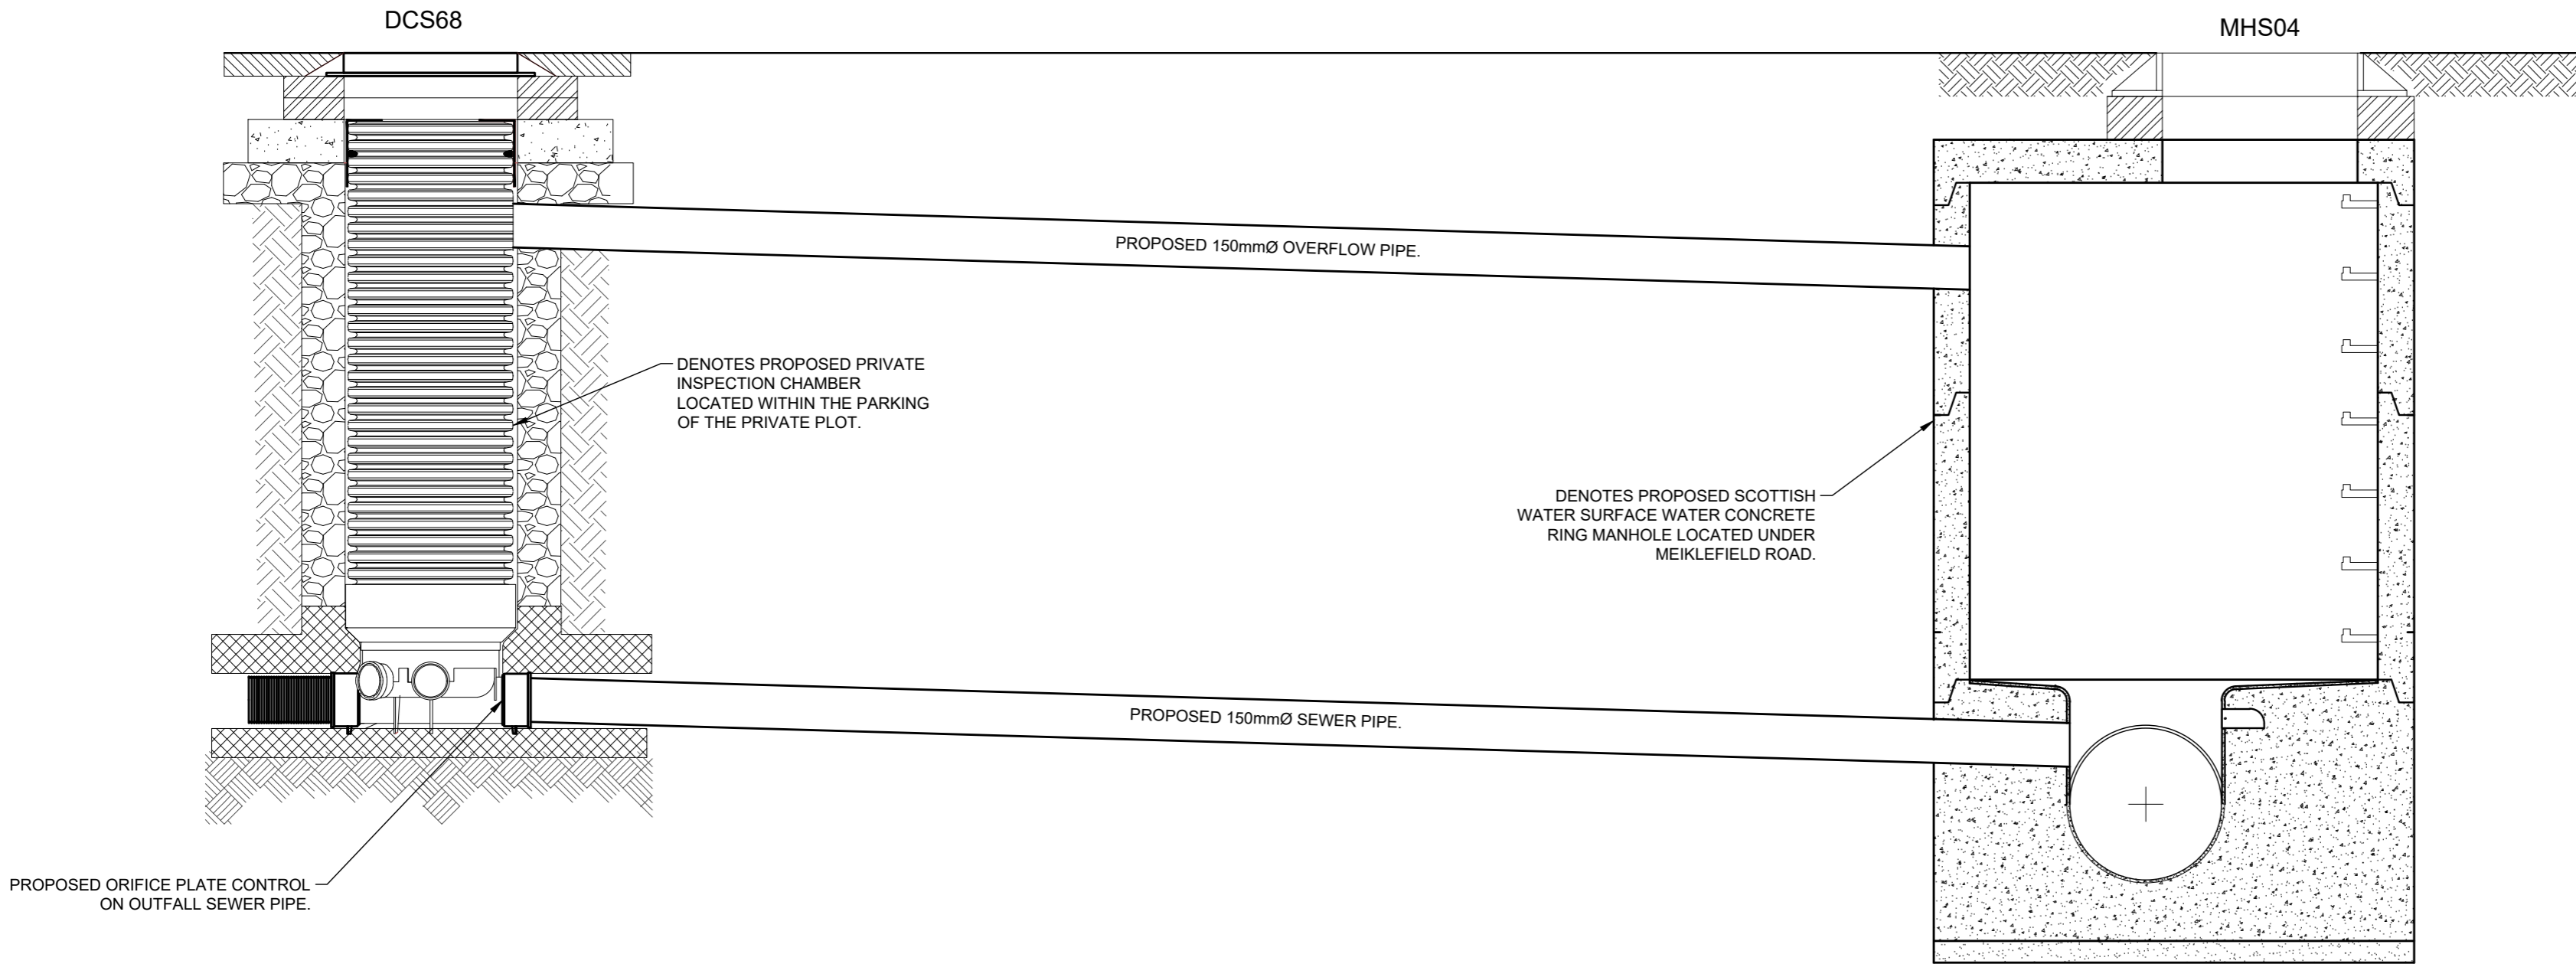 DCS68
MHS04
PROPOSED 150mmØ OVERFLOW PIPE.
DENOTES PROPOSED PRIVATE
INSPECTION CHAMBER
LOCATED WITHIN THE PARKING
OF THE PRIVATE PLOT.
DENOTES PROPOSED SCOTTISH
WATER SURFACE WATER CONCRETE
RING MANHOLE LOCATED UNDER
MEIKLEFIELD ROAD.
PROPOSED 150mmØ SEWER PIPE.
PROPOSED ORIFICE PLATE CONTROL
ON OUTFALL SEWER PIPE.